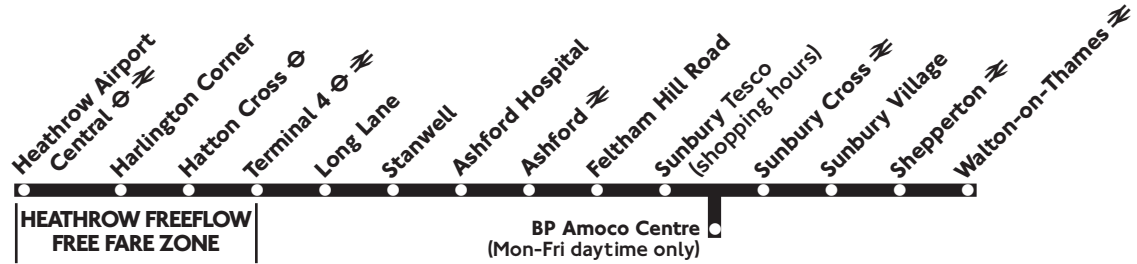 Heathrow Airport
Central
Harlington Corner
Hatton Cross
Terminal 4
Long Lane
Stanwell
Ashford Hospital
Ashford
Feltham Hill Road
Sunbury Tesco
(shopping hours)
Sunbury Cross
Sunbury Village
Shepperton
Walton-on-Thames
HEATHROW FREEFLOW
FREE FARE ZONE
BP Amoco Centre
(Mon-Fri daytime only)